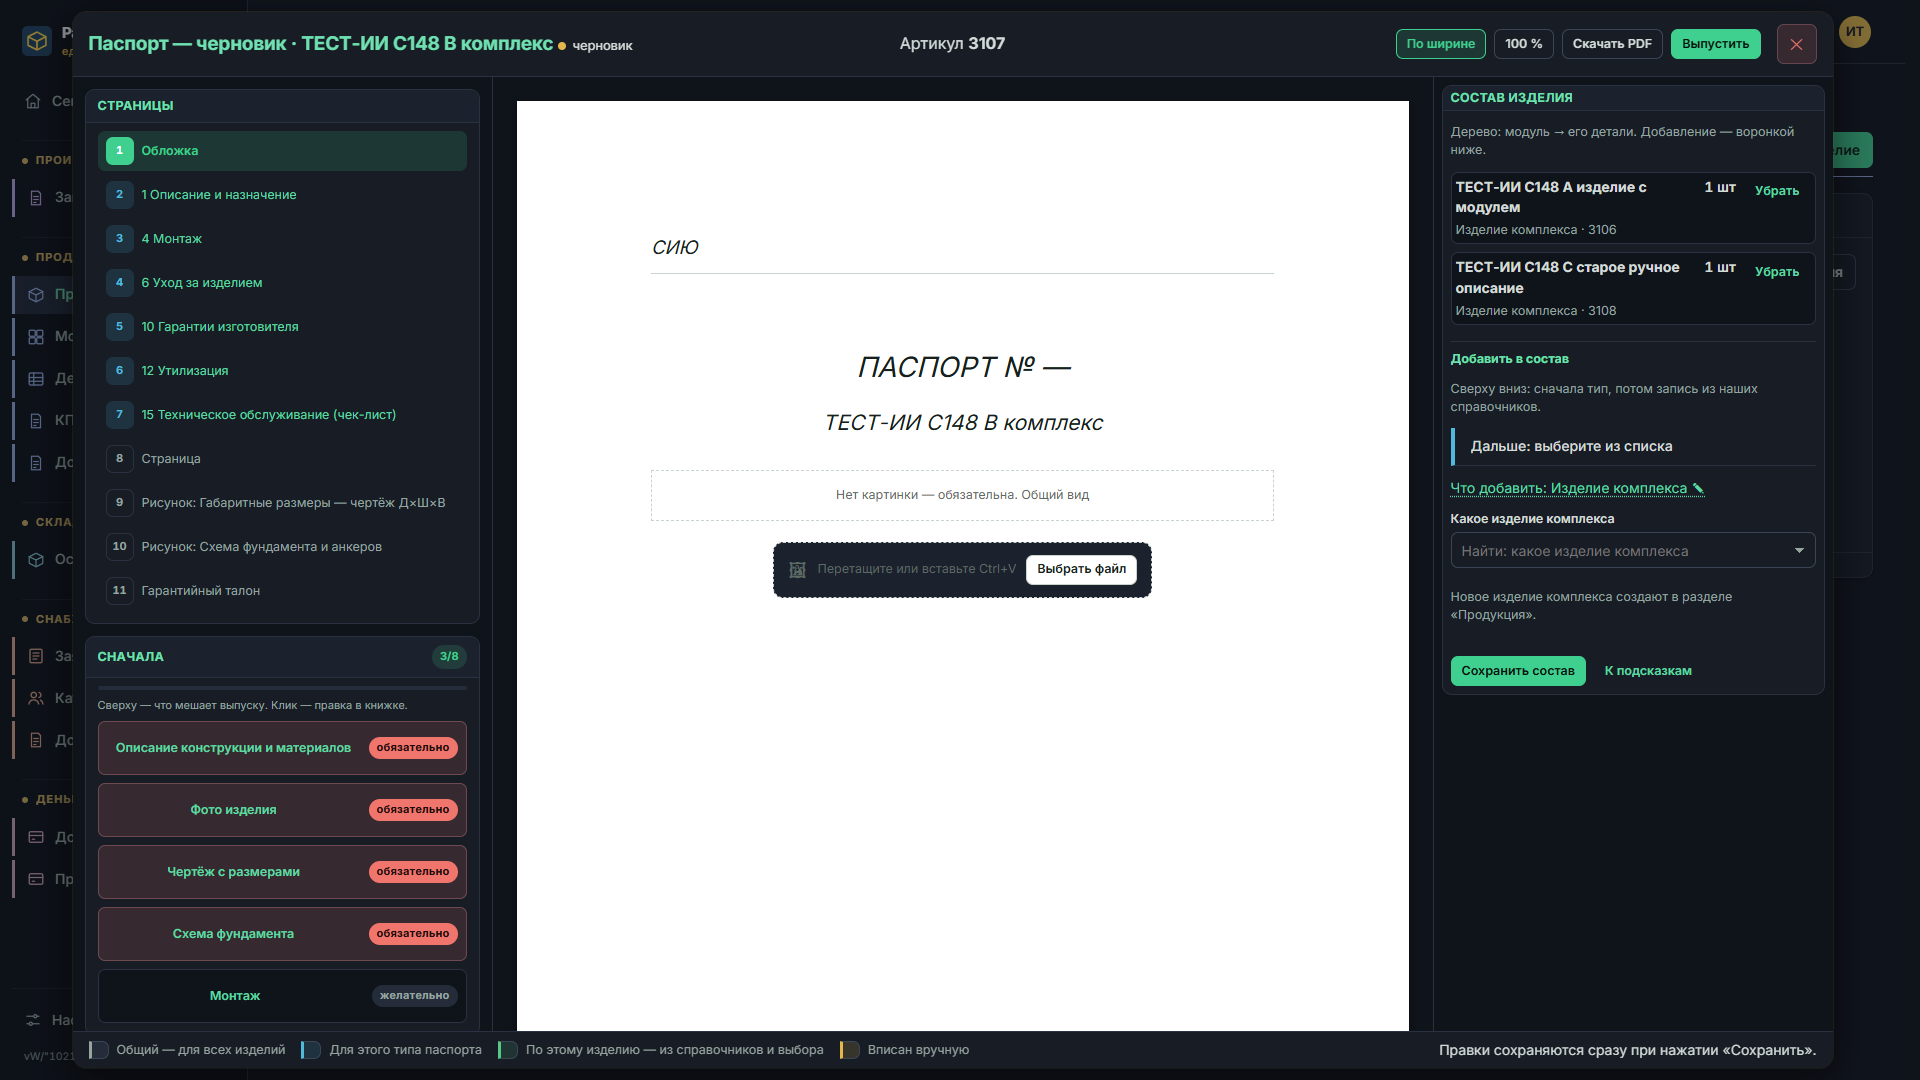 Паспорт — черновик · ТЕСТ-ИИ С148 В комплекс
черновик
Артикул 3107
По ширине
100 %
Скачать PDF
Выпустить
ИТ
СТРАНИЦЫ
1 Обложка
2 1 Описание и назначение
3 4 Монтаж
4 6 Уход за изделием
5 10 Гарантии изготовителя
6 12 Утилизация
7 15 Техническое обслуживание (чек-лист)
8 Страница
9 Рисунок: Габаритные размеры — чертёж Д×Ш×В
10 Рисунок: Схема фундамента и анкеров
11 Гарантийный талон
СНАЧАЛА
3/8
Сверху — что мешает выпуску. Клик — правка в книжке.
Описание конструкции и материалов обязательно
Фото изделия обязательно
Чертёж с размерами обязательно
Схема фундамента обязательно
Монтаж желательно
СИЮ
ПАСПОРТ № —
ТЕСТ-ИИ С148 В комплекс
Нет картинки — обязательна. Общий вид
Перетащите или вставьте Ctrl+V
Выбрать файл
СОСТАВ ИЗДЕЛИЯ
Дерево: модуль → его детали. Добавление — воронкой
ниже.
ТЕСТ-ИИ С148 А изделие с
модулем
1 шт
Убрать
Изделие комплекса · 3106
ТЕСТ-ИИ С148 С старое ручное
описание
1 шт
Убрать
Изделие комплекса · 3108
Добавить в состав
Сверху вниз: сначала тип, потом запись из наших
справочников.
Дальше: выберите из списка
Что добавить: Изделие комплекса
Какое изделие комплекса
Найти: какое изделие комплекса
Новое изделие комплекса создают в разделе
«Продукция».
Сохранить состав
К подсказкам
Общий — для всех изделий
Для этого типа паспорта
По этому изделию — из справочников и выбора
Вписан вручную
Правки сохраняются сразу при нажатии «Сохранить».